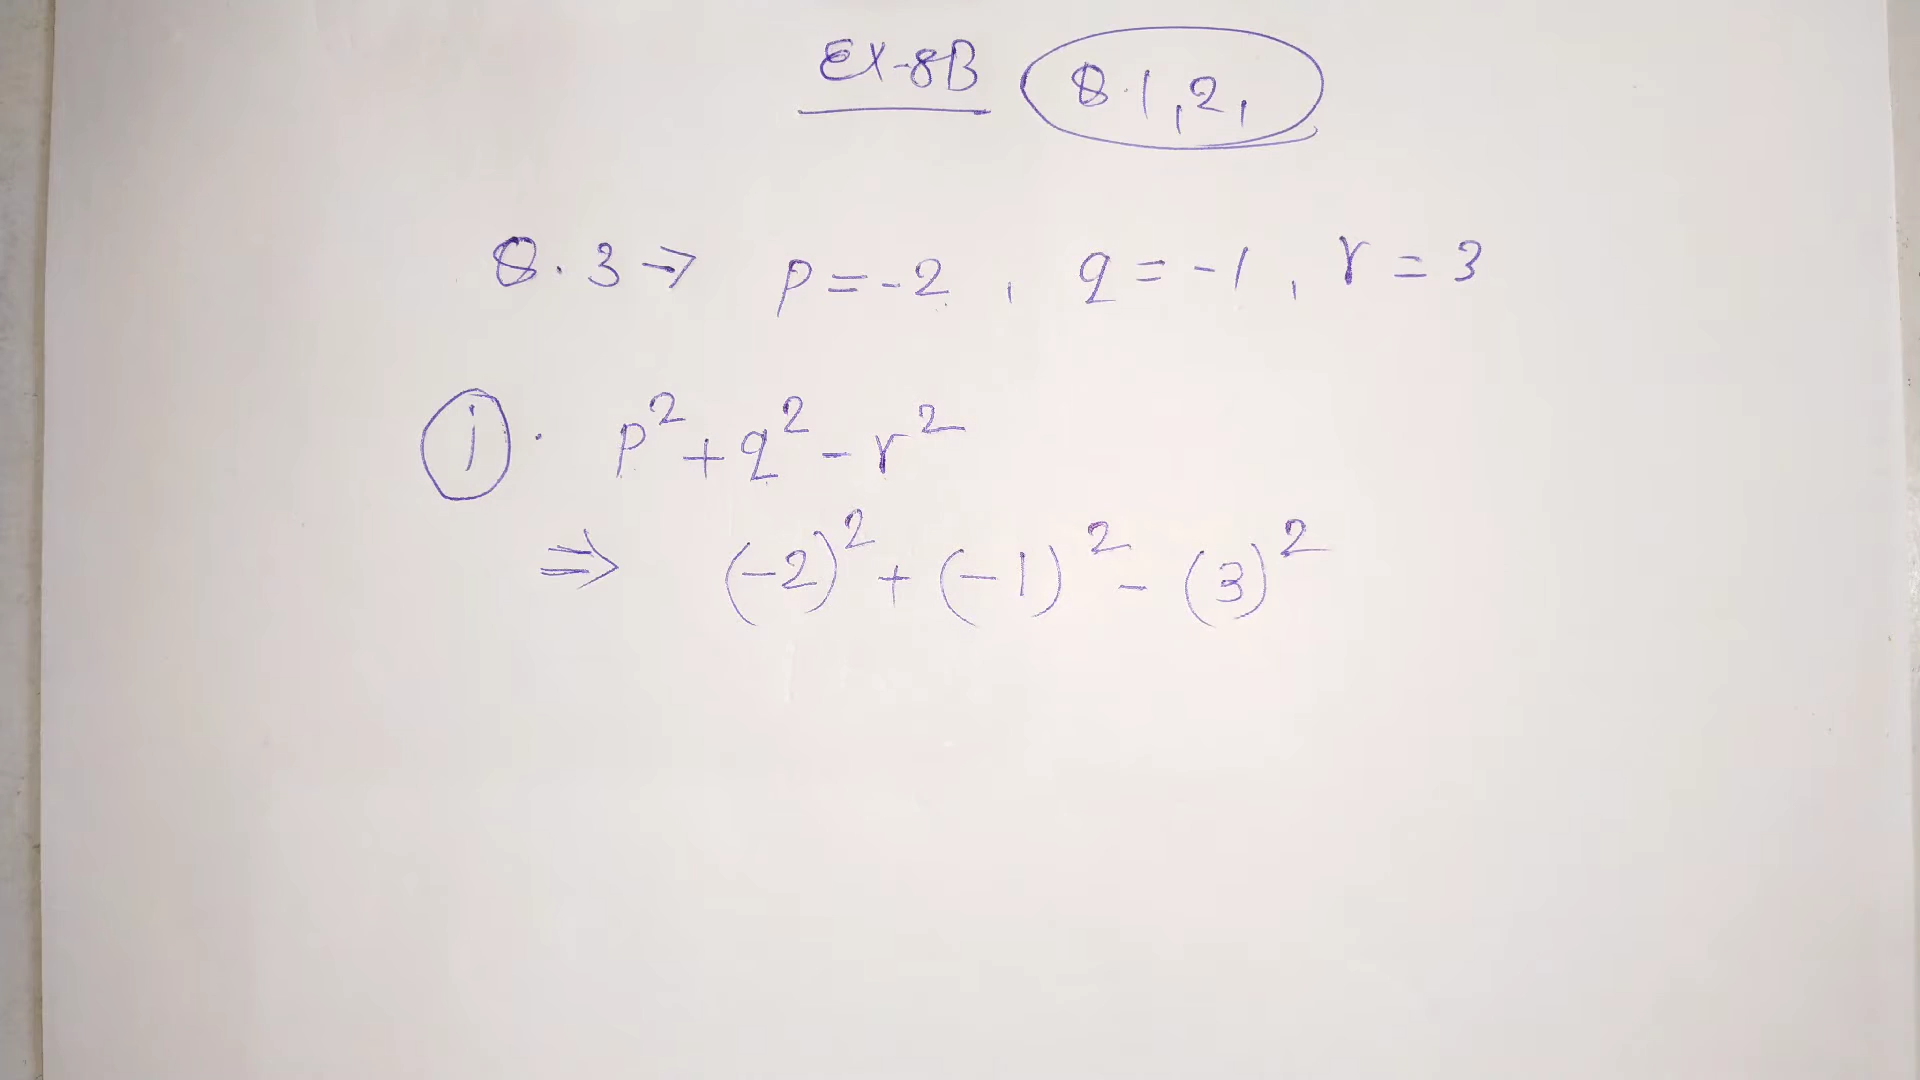 EX-8B Q.1,2,
Q.3→ p=-2, q=-1, r=3
(i). p²+q²-r²
⇒ (-2)²+(-1)²-(3)²